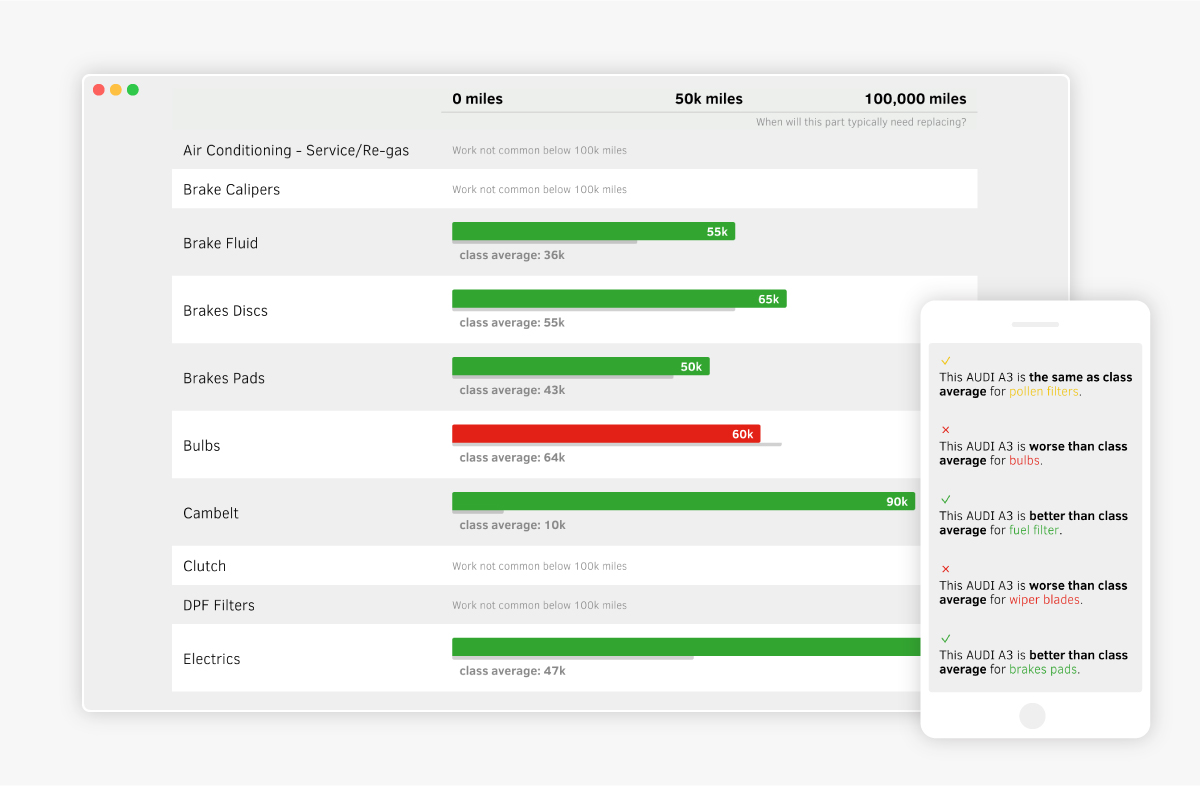 0 miles 50k miles 100,000 miles
When will this part typically need replacing?
Air Conditioning - Service/Re-gas Work not common below 100k miles
Brake Calipers Work not common below 100k miles
Brake Fluid 55k
class average: 36k
Brakes Discs 65k
class average: 55k
Brakes Pads 50k
class average: 43k
Bulbs 60k
class average: 64k
Cambelt 90k
class average: 10k
Clutch Work not common below 100k miles
DPF Filters Work not common below 100k miles
Electrics
class average: 47k
This AUDI A3 is the same as class
average for pollen filters.
This AUDI A3 is worse than class
average for bulbs.
This AUDI A3 is better than class
average for fuel filter.
This AUDI A3 is worse than class
average for wiper blades.
This AUDI A3 is better than class
average for brakes pads.